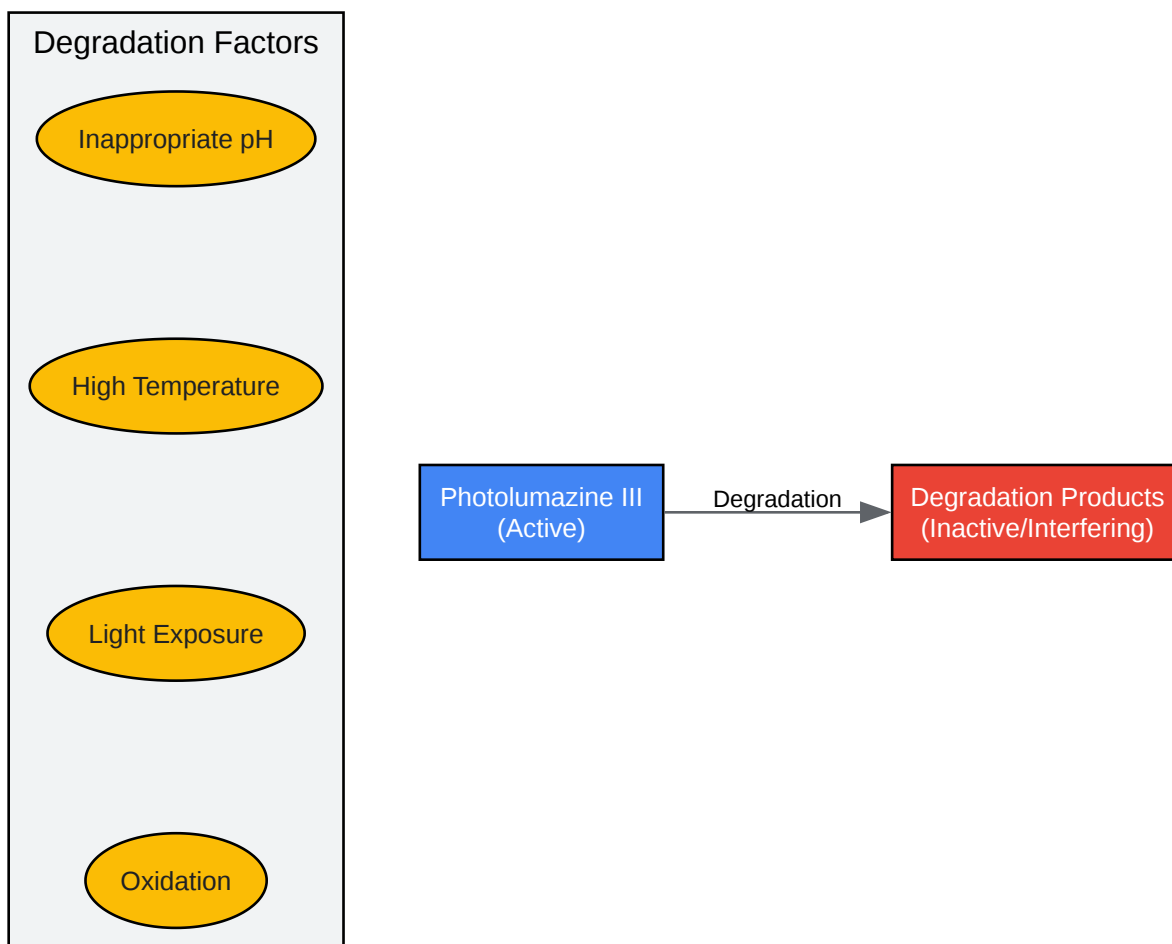 Degradation Factors
Inappropriate pH
High Temperature
Light Exposure
Oxidation
Photolumazine III
(Active)
Degradation
Degradation Products
(Inactive/Interfering)